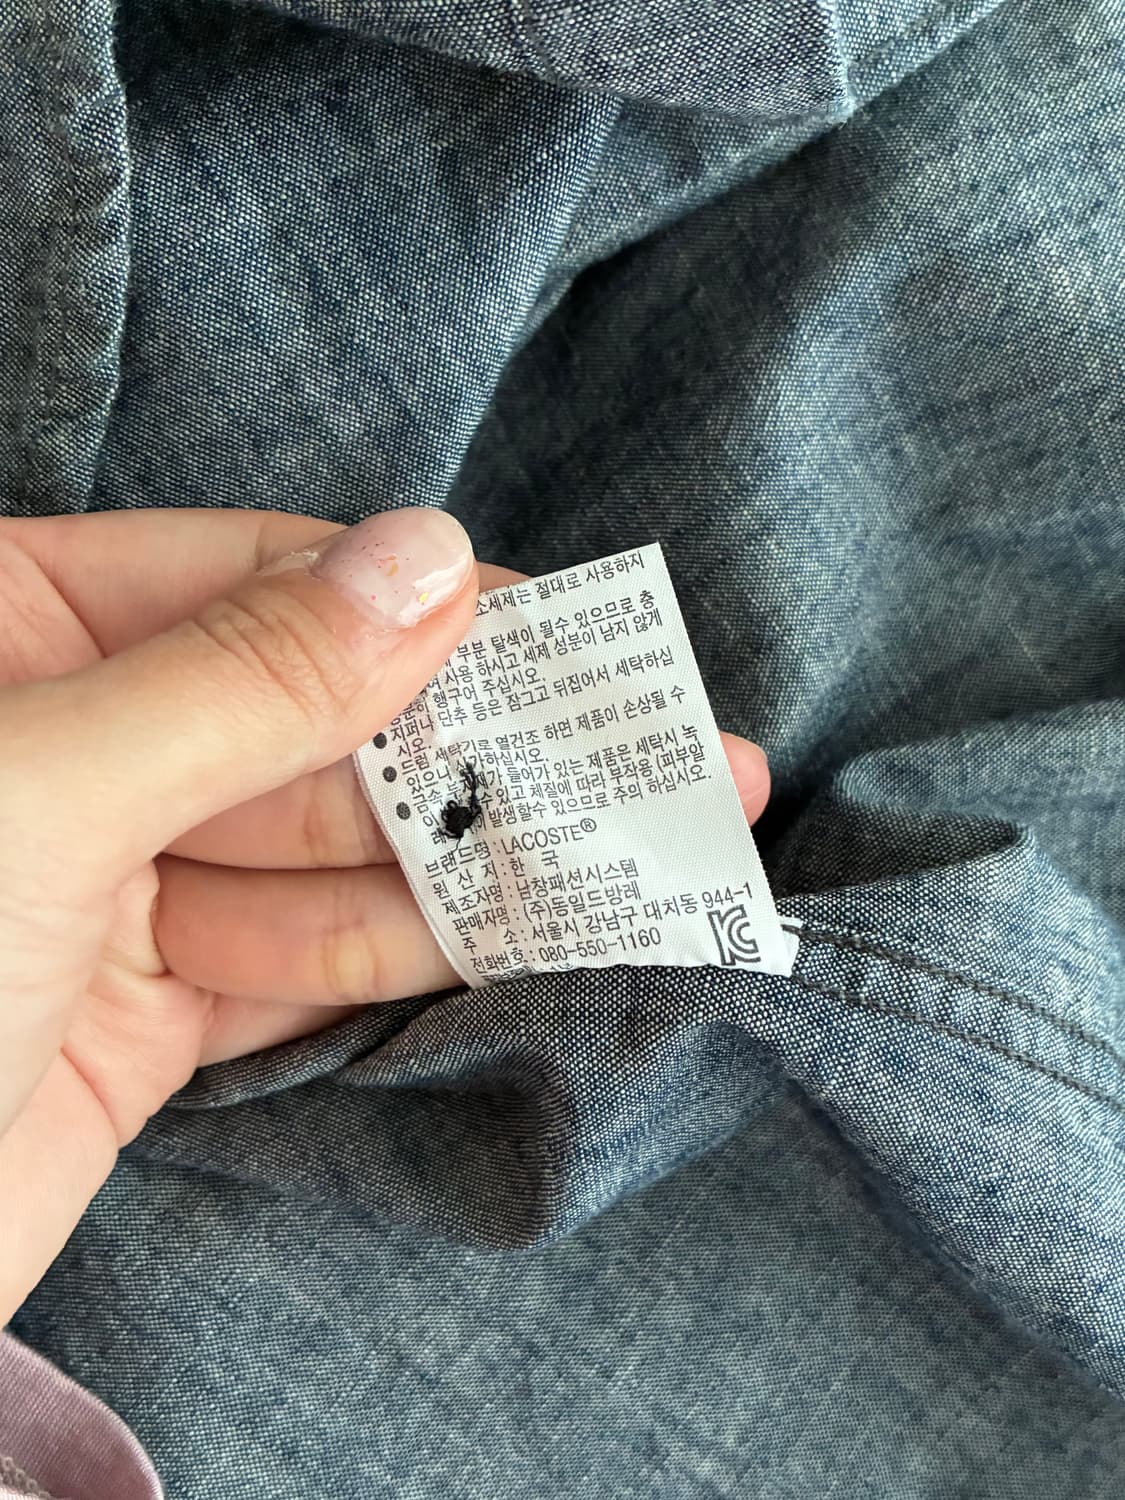 소세제는 절대로 사용하지
부분 탈색이 될수 있으므로 충
사용 하시고 세제 성분이 남지 않게
헹구어 주십시오.
● 지퍼나 단추 등은 잠그고 뒤집어서 세탁하십
시오.
● 드럼 세탁기로 열건조 하면 제품이 손상될 수
있으니 하십시오.
● 금속 들어가 있는 제품은 세탁시 녹
수 있고 체질에 따라 부작용 (피부알
발생할수 있으므로 주의 하십시오.
브랜드명 : LACOSTE®
원 산 지 : 한 국
제조자명 : 남창패션시스템
판매자명 : (주)동일드방레
주 소 : 서울시 강남구 대치동 944-1
전화번호 : 080-550-1160